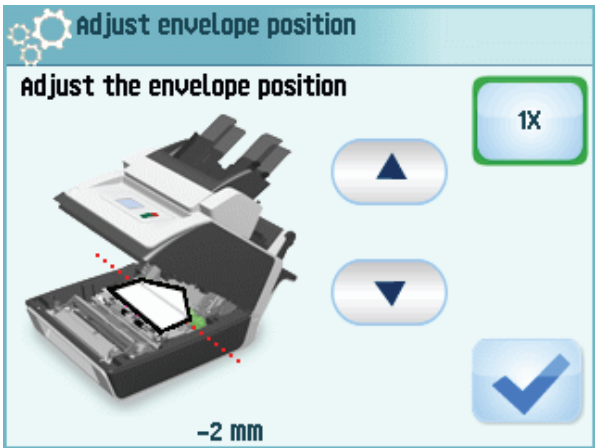 Adjust envelope position
Adjust the envelope position
1X
-2 mm